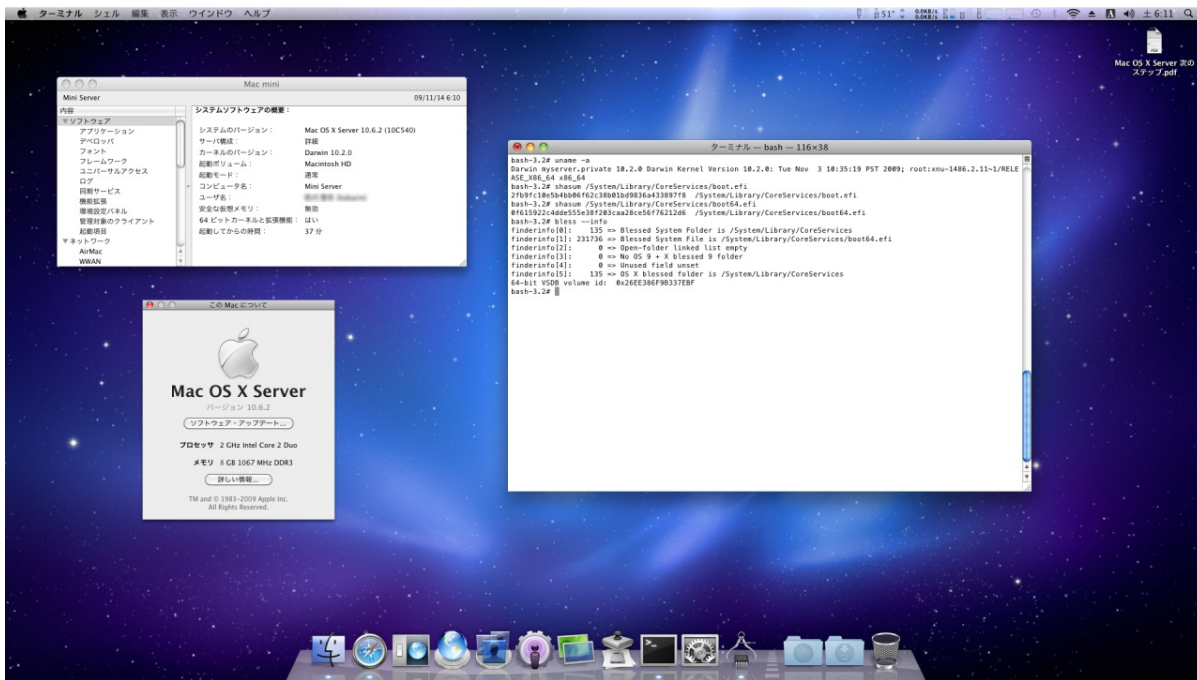 ターミナル シェル 編集 表示 ウインドウ ヘルプ
51° 0.0KB/s 0.0KB/s 土 6:11
Mac OS X Server 次のステップ.pdf
Mac mini
Mini Server 09/11/14 6:10
内容
▼ソフトウェア
アプリケーション
デベロッパ
フォント
フレームワーク
ユニバーサルアクセス
ログ
同期サービス
機能拡張
環境設定パネル
管理対象のクライアント
起動項目
▼ネットワーク
AirMac
WWAN
システムソフトウェアの概要：
システムのバージョン： Mac OS X Server 10.6.2 (10C540)
サーバ構成： 詳細
カーネルのバージョン： Darwin 10.2.0
起動ボリューム： Macintosh HD
起動モード： 通常
コンピュータ名： Mini Server
ユーザ名：
安全な仮想メモリ： 無効
64 ビットカーネルと拡張機能： はい
起動してからの時間： 37 分
ターミナル — bash — 116×38
bash-3.2# uname -a
Darwin myserver.private 10.2.0 Darwin Kernel Version 10.2.0: Tue Nov  3 10:35:19 PST 2009; root:xnu-1486.2.11~1/RELE
ASE_X86_64 x86_64
bash-3.2# shasum /System/Library/CoreServices/boot.efi
2fb9fc10e5b4bb06f62c38b01bd9836a433897f8  /System/Library/CoreServices/boot.efi
bash-3.2# shasum /System/Library/CoreServices/boot64.efi
0f615922c4dde555e38f203caa28ce56f76212d6  /System/Library/CoreServices/boot64.efi
bash-3.2# bless --info
finderinfo[0]:    135 => Blessed System Folder is /System/Library/CoreServices
finderinfo[1]: 231736 => Blessed System File is /System/Library/CoreServices/boot64.efi
finderinfo[2]:      0 => Open-folder linked list empty
finderinfo[3]:      0 => No OS 9 + X blessed 9 folder
finderinfo[4]:      0 => Unused field unset
finderinfo[5]:    135 => OS X blessed folder is /System/Library/CoreServices
64-bit VSDB volume id:  0x26EE386F9B337EBF
bash-3.2#
この Mac について
Mac OS X Server
バージョン 10.6.2
ソフトウェア・アップデート...
プロセッサ 2 GHz Intel Core 2 Duo
メモリ 8 GB 1067 MHz DDR3
詳しい情報...
TM and © 1983-2009 Apple Inc.
All Rights Reserved.